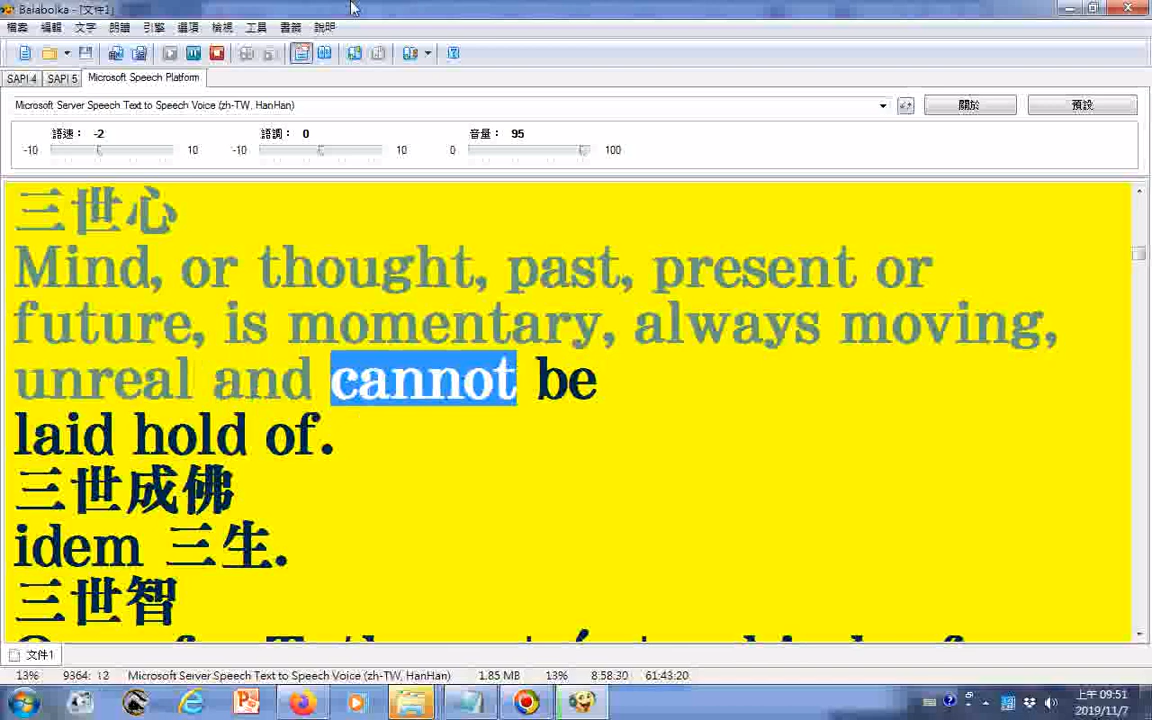 Balabolka - [文件1]
檔案 編輯 文字 朗讀 引擎 選項 檢視 工具 書籤 說明
SAPI 4 SAPI 5 Microsoft Speech Platform
Microsoft Server Speech Text to Speech Voice (zh-TW, HanHan) 關於 預設
語速： -2 語調： 0 音量： 95
-10 10 -10 10 0 100
三世心
Mind, or thought, past, present or
future, is momentary, always moving,
unreal and cannot be
laid hold of.
三世成佛
idem 三生.
三世智
文件1
13% 9364: 12 Microsoft Server Speech Text to Speech Voice (zh-TW, HanHan) 1.85 MB 13% 8:58:30 61:43:20
上午 09:51
2019/11/7